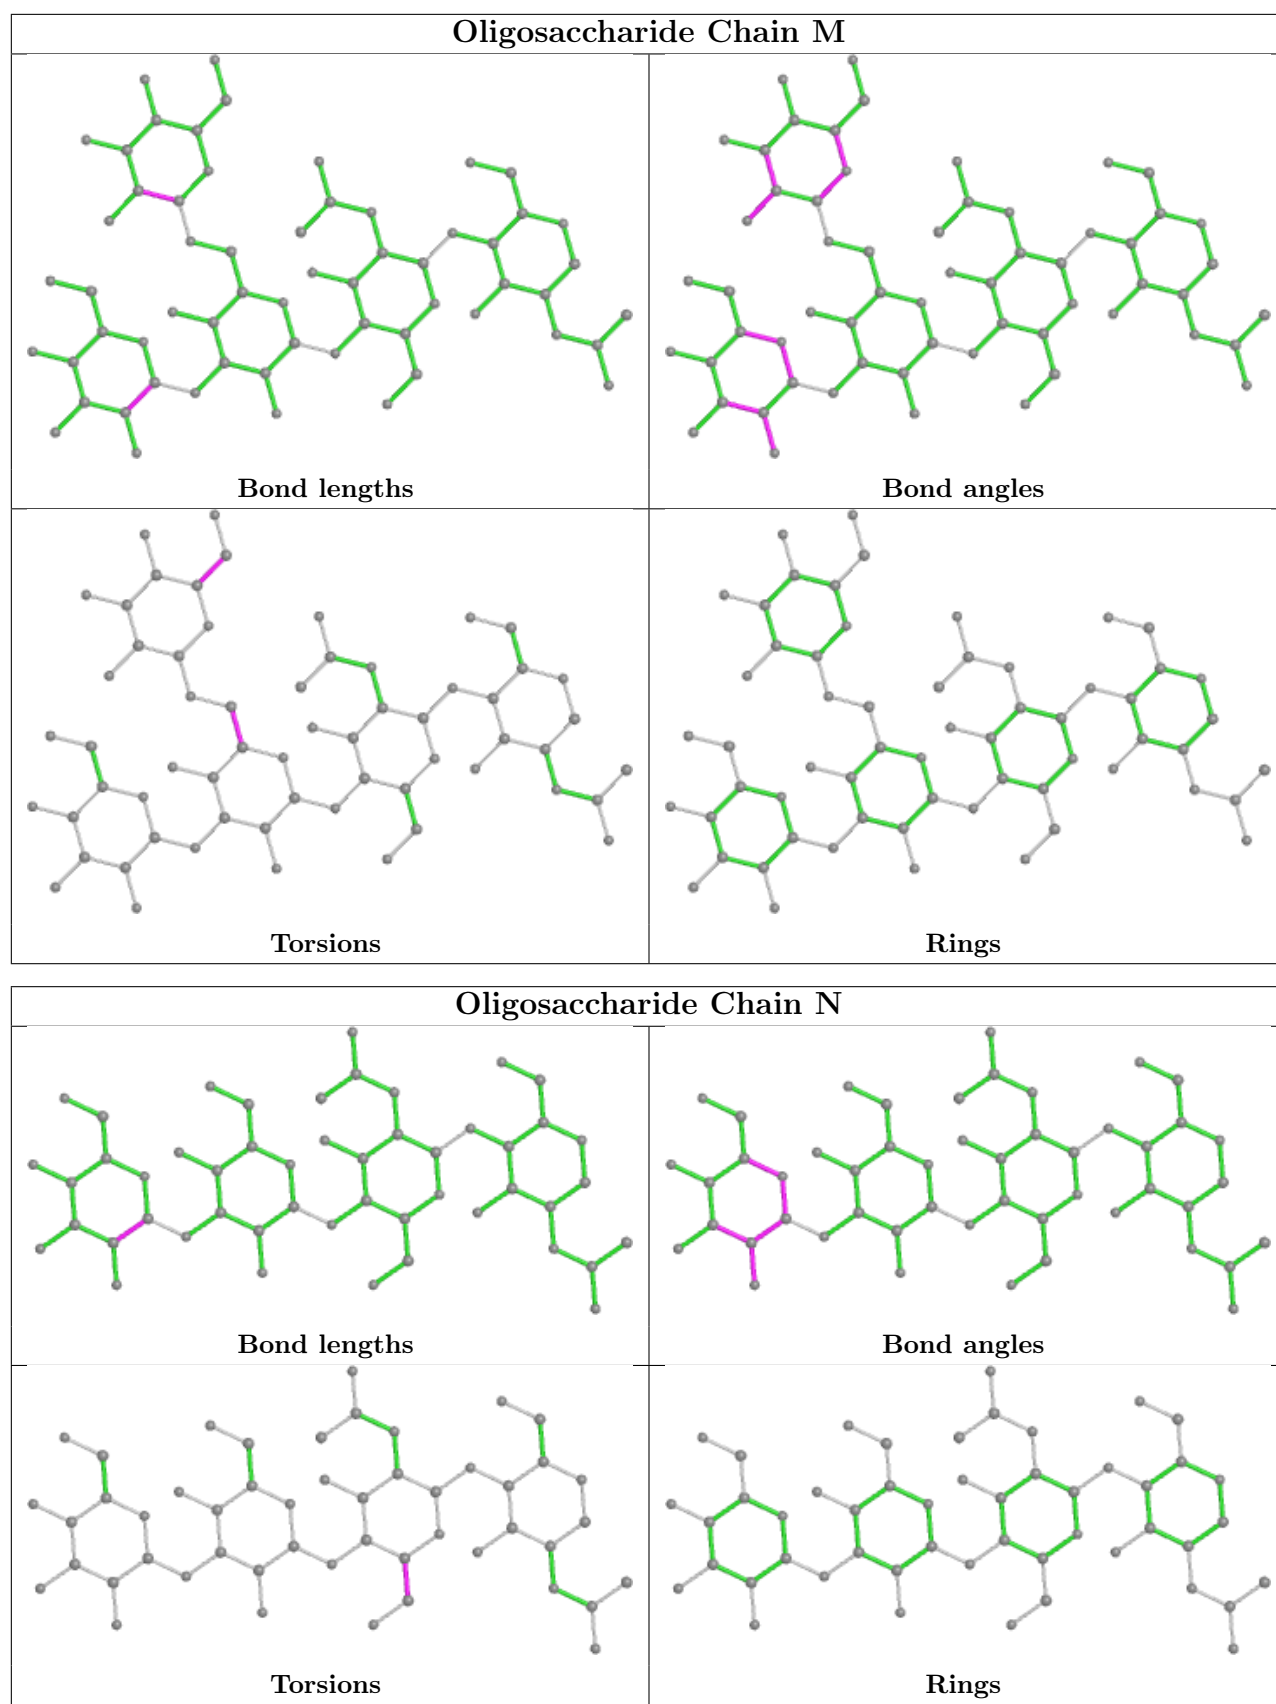 Oligosaccharide Chain M
Bond lengths
Bond angles
Torsions
Rings
Oligosaccharide Chain N
Bond lengths
Bond angles
Torsions
Rings